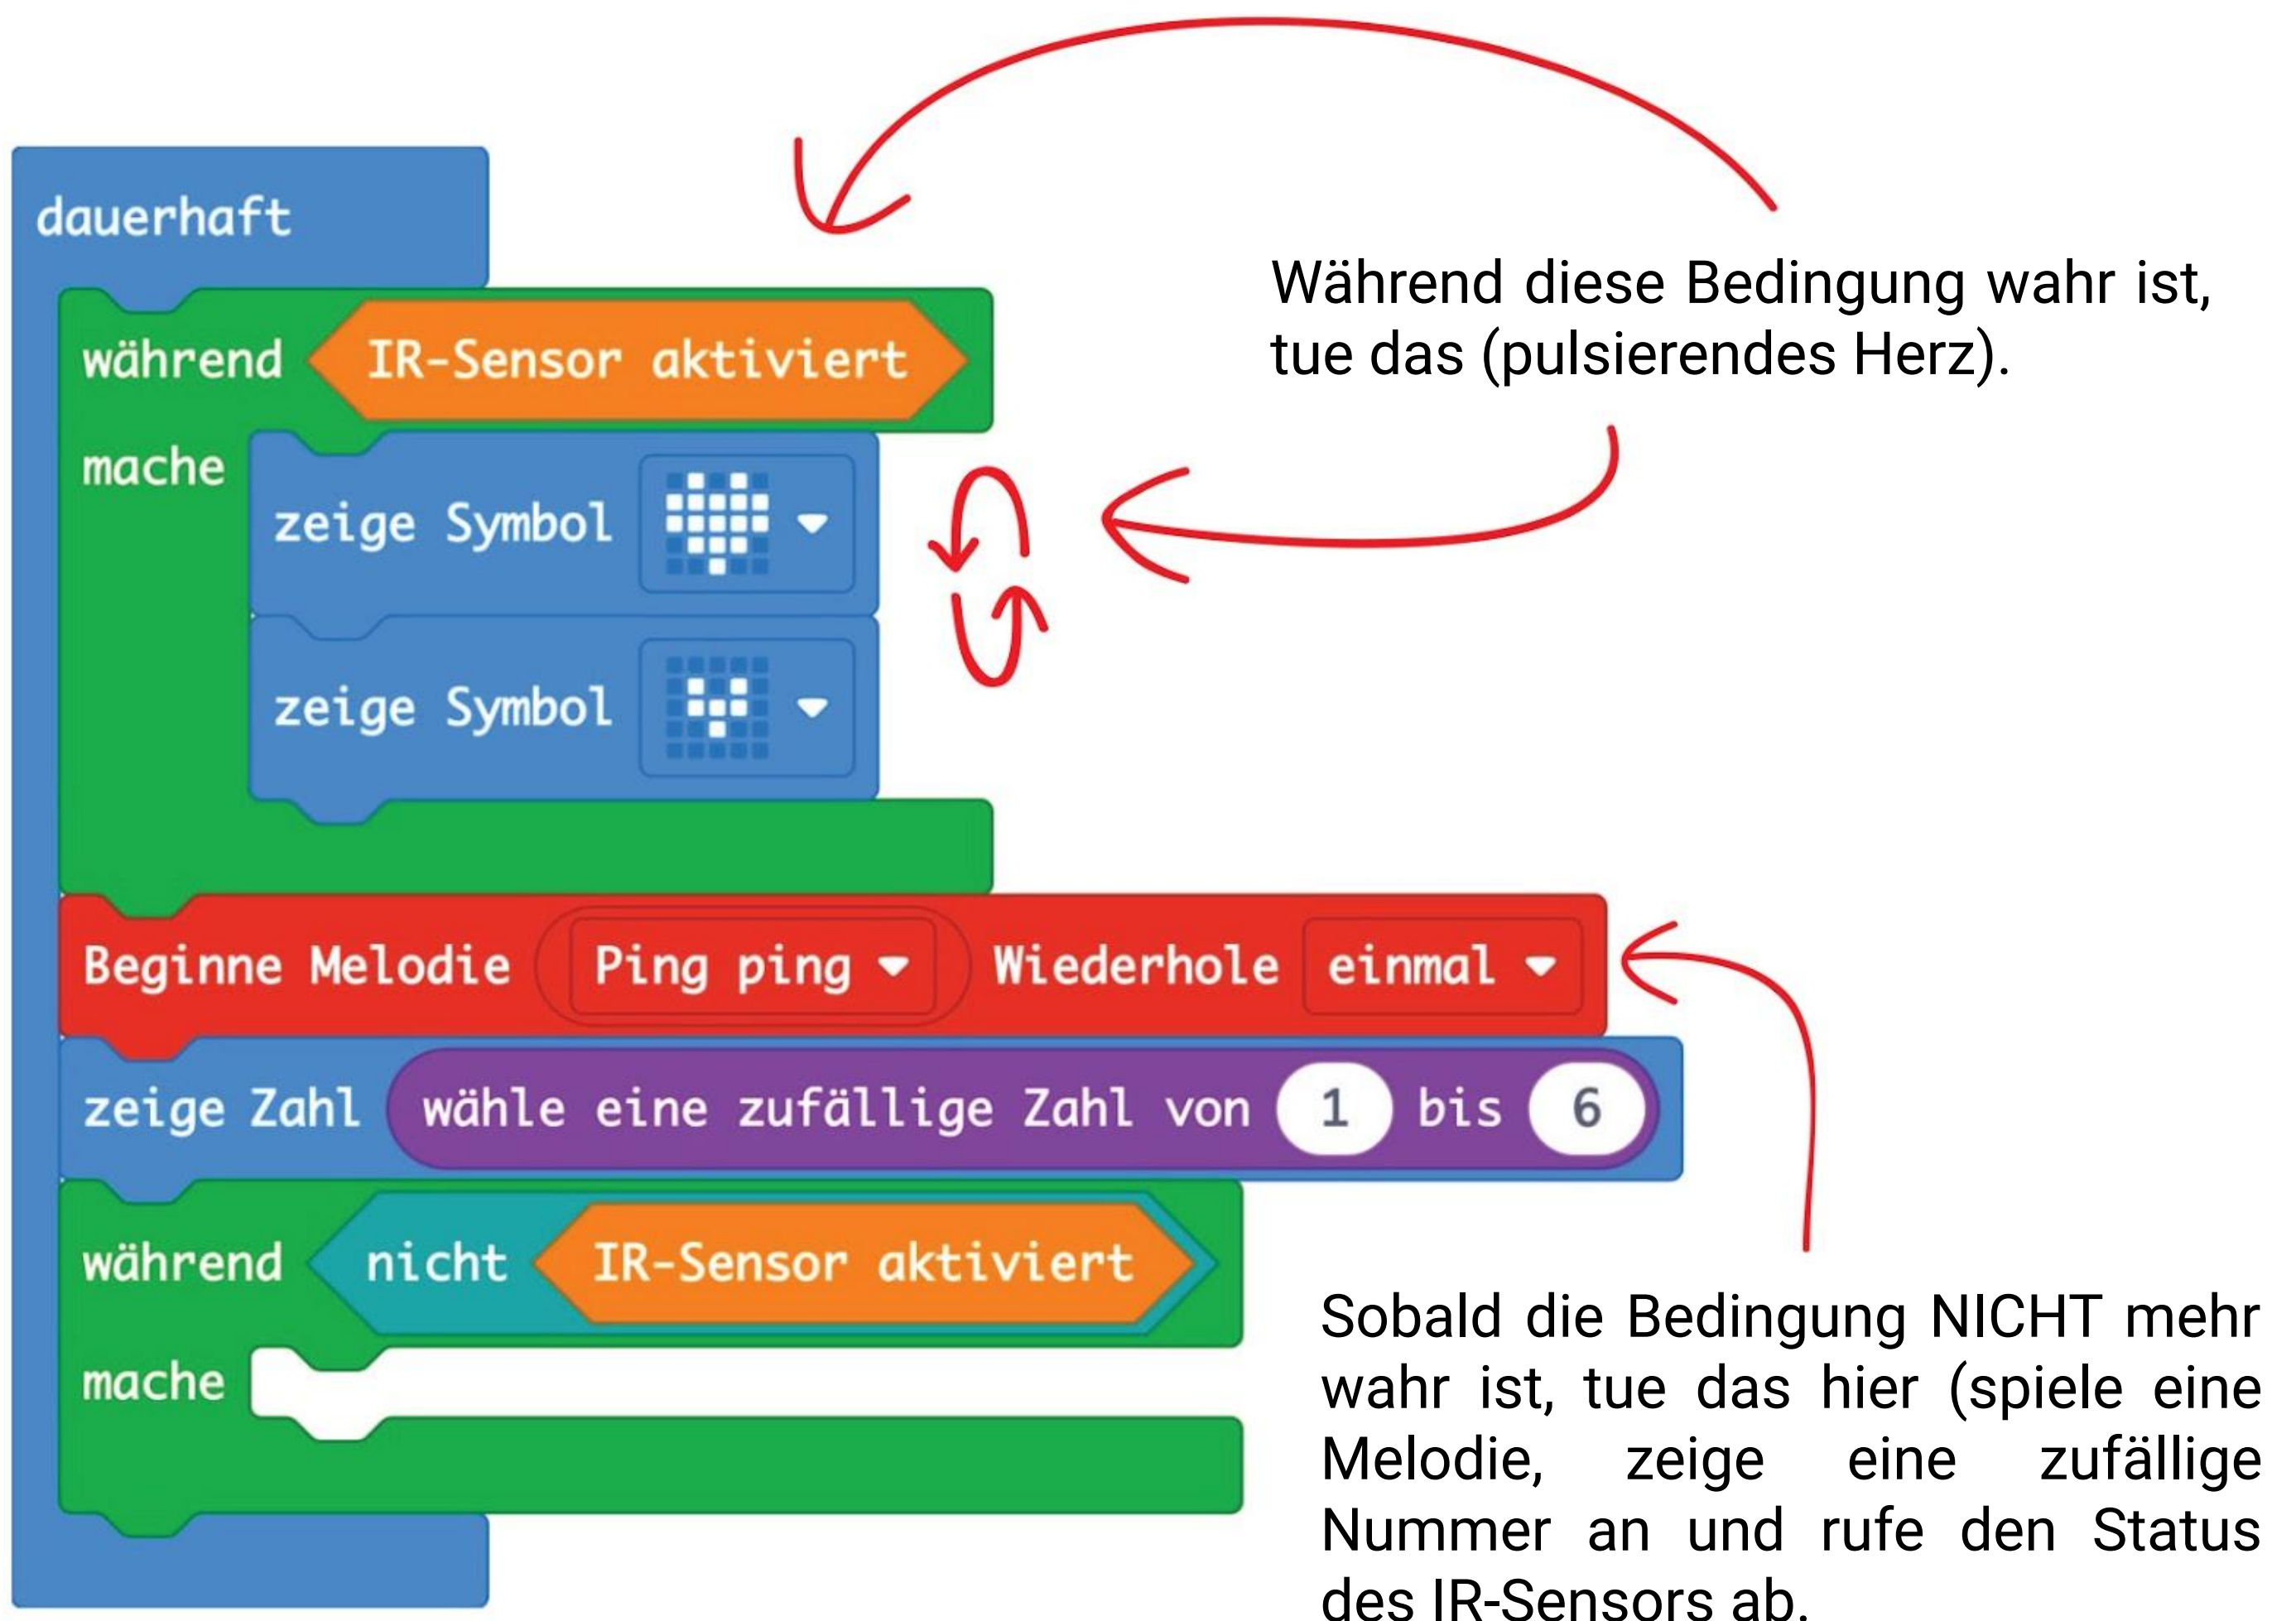 dauerhaft
während IR-Sensor aktiviert
mache
zeige Symbol
zeige Symbol
Beginne Melodie Ping ping Wiederhole einmal
zeige Zahl wähle eine zufällige Zahl von 1 bis 6
während nicht IR-Sensor aktiviert
mache
Während diese Bedingung wahr ist,
tue das (pulsierendes Herz).
Sobald die Bedingung NICHT mehr
wahr ist, tue das hier (spiele eine
Melodie, zeige eine zufällige
Nummer an und rufe den Status
des IR-Sensors ab.